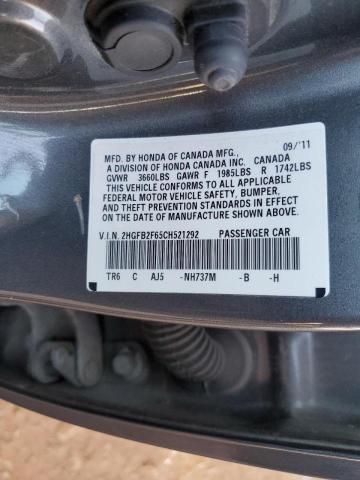 09/'11
MFD. BY HONDA OF CANADA MFG.,
A DIVISION OF HONDA CANADA INC. CANADA
GVWR 3660LBS GAWR F 1985LBS R 1742LBS
THIS VEHICLE CONFORMS TO ALL APPLICABLE
FEDERAL MOTOR VEHICLE SAFETY, BUMPER,
AND THEFT PREVENTION STANDARDS IN EFFECT
ON THE DATE OF MANUFACTURE SHOWN ABOVE.
V.I.N. 2HGFB2F65CH521292 PASSENGER CAR
TR6 C AJ5 -NH737M -B -H